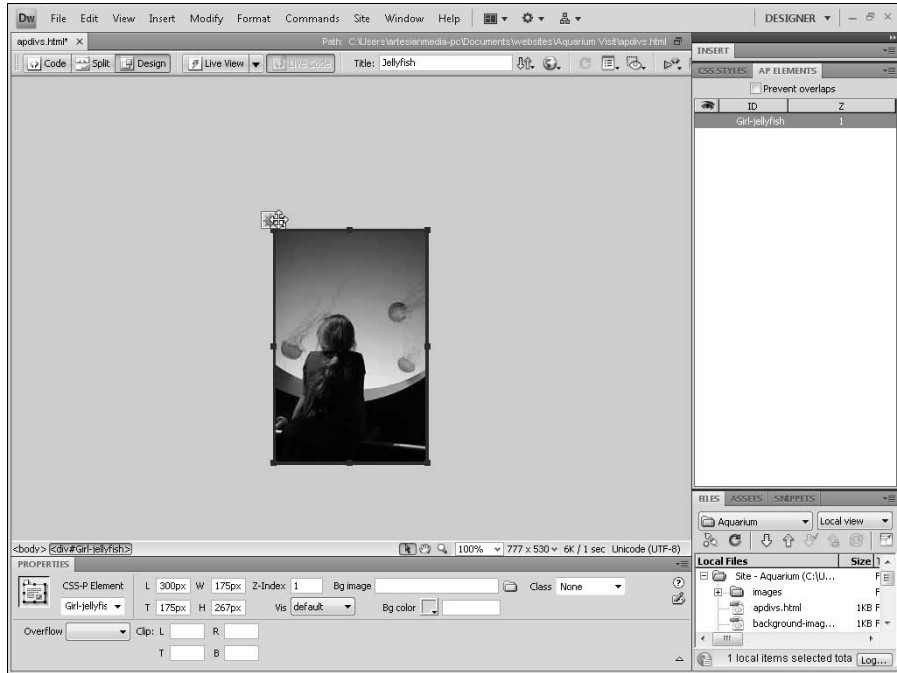 Dw File Edit View Insert Modify Format Commands Site Window Help DESIGNER
apdivs.html* × Path: C:\Users\artesianmedia-pc\Documents\websites\Aquarium Visit\apdivs.html
Code Split Design Live View Live Code Title: Jellyfish
INSERT
CSS STYLES AP ELEMENTS
Prevent overlaps
ID Z
Girl-jellyfish 1
FILES ASSETS SNIPPETS
Aquarium Local view
Local Files Size
Site - Aquarium (C:\U... F
images F
apdivs.html 1KB F
background-imag... 1KB F
1 local items selected tota Log...
<body> <div#Girl-jellyfish> 100% 777 x 530 6K / 1 sec Unicode (UTF-8)
PROPERTIES
CSS-P Element L 300px W 175px Z-Index 1 Bg image Class None
Girl-jellyfis T 175px H 267px Vis default Bg color
Overflow Clip: L R
T B